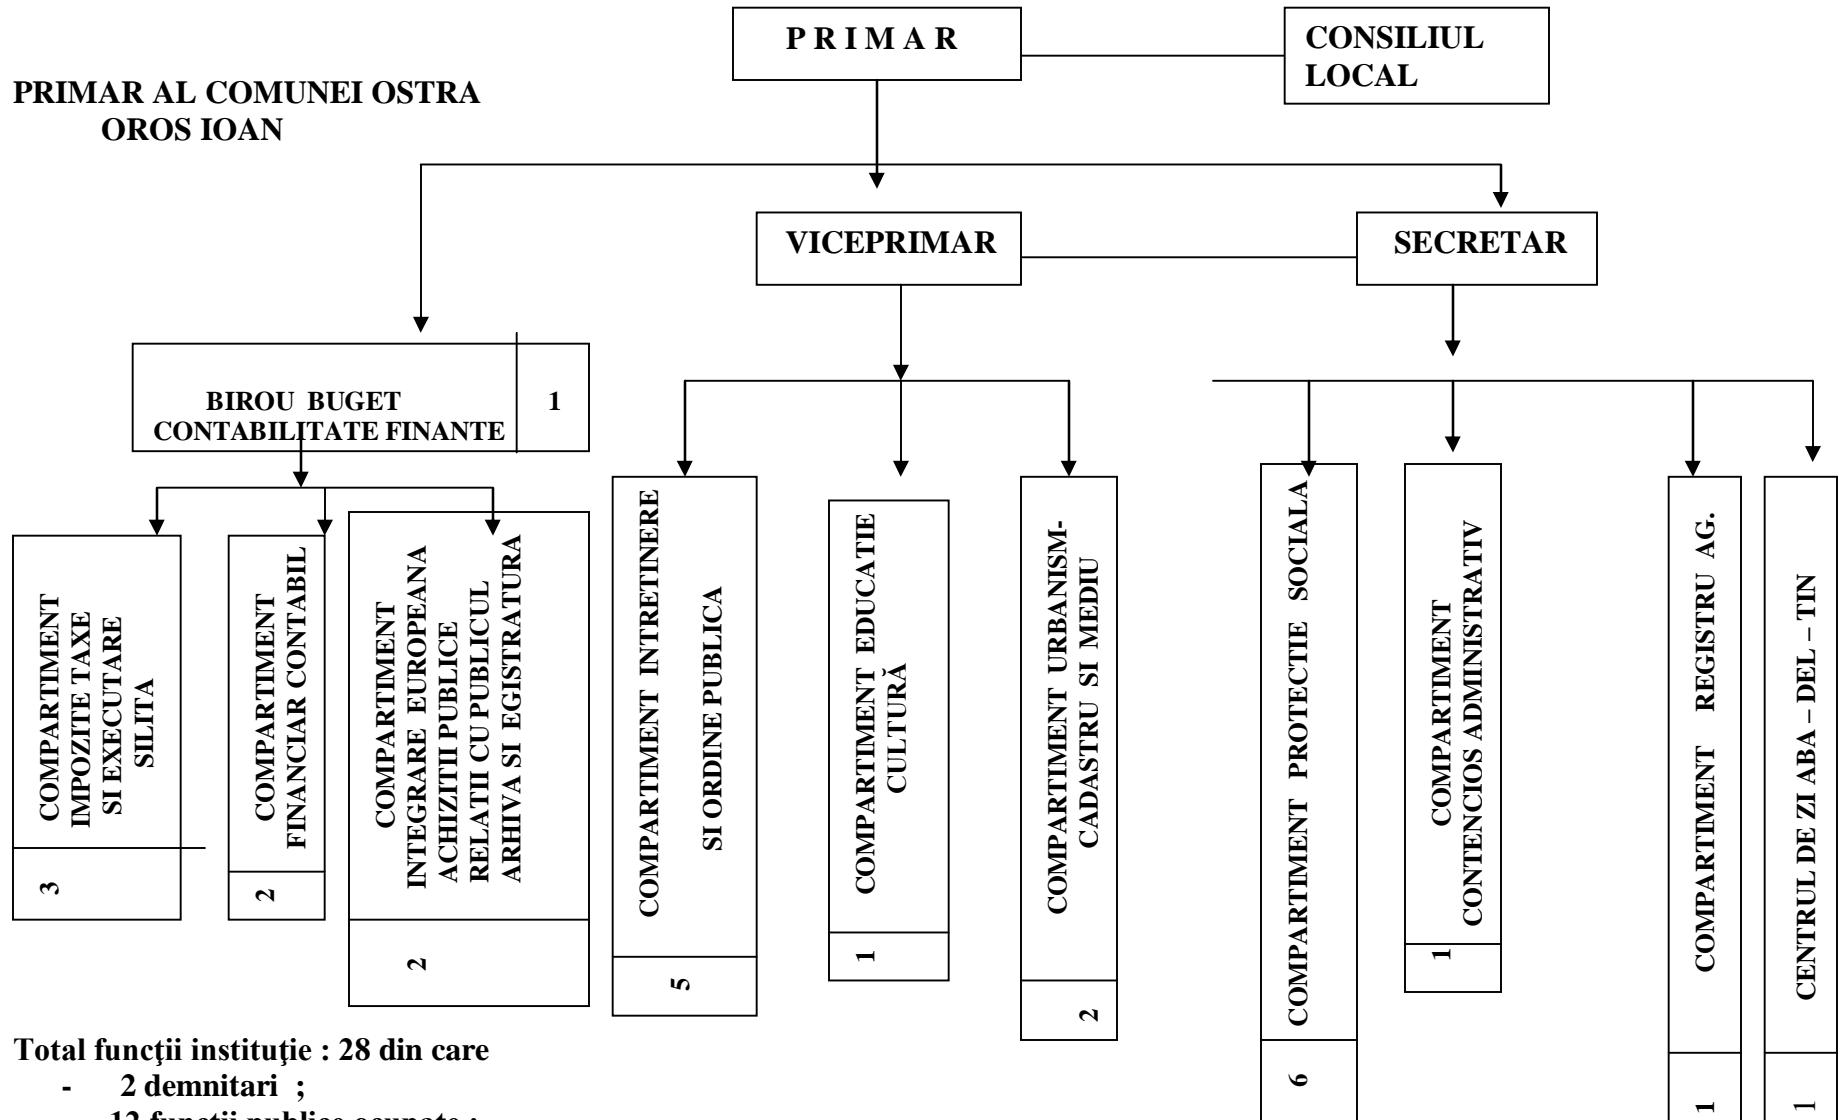 P R I M A R
CONSILIUL
LOCAL
PRIMAR AL COMUNEI OSTRA
OROS IOAN
VICEPRIMAR
SECRETAR
BIROU BUGET
CONTABILITATE FINANTE
1
COMPARTIMENT
IMPOZITE TAXE
SI EXECUTARE
SILITA
3
COMPARTIMENT
FINANCIAR CONTABIL
2
COMPARTIMENT
INTEGRARE EUROPEANA
ACHIZITII PUBLICE
RELATII CU PUBLICUL
ARHIVA SI EGISTRATURA
2
COMPARTIMENT INTRETINERE
SI ORDINE PUBLICA
5
COMPARTIMENT EDUCATIE
CULTURĂ
1
COMPARTIMENT URBANISM-
CADASTRU SI MEDIU
2
COMPARTIMENT PROTECTIE SOCIALA
6
COMPARTIMENT
CONTENCIOS ADMINISTRATIV
1
COMPARTIMENT REGISTRU AG.
1
CENTRUL DE ZI ABA – DEL – TIN
1
Total funcţii instituţie : 28 din care
- 2 demnitari ;
12 funcţii publice ocupate ;